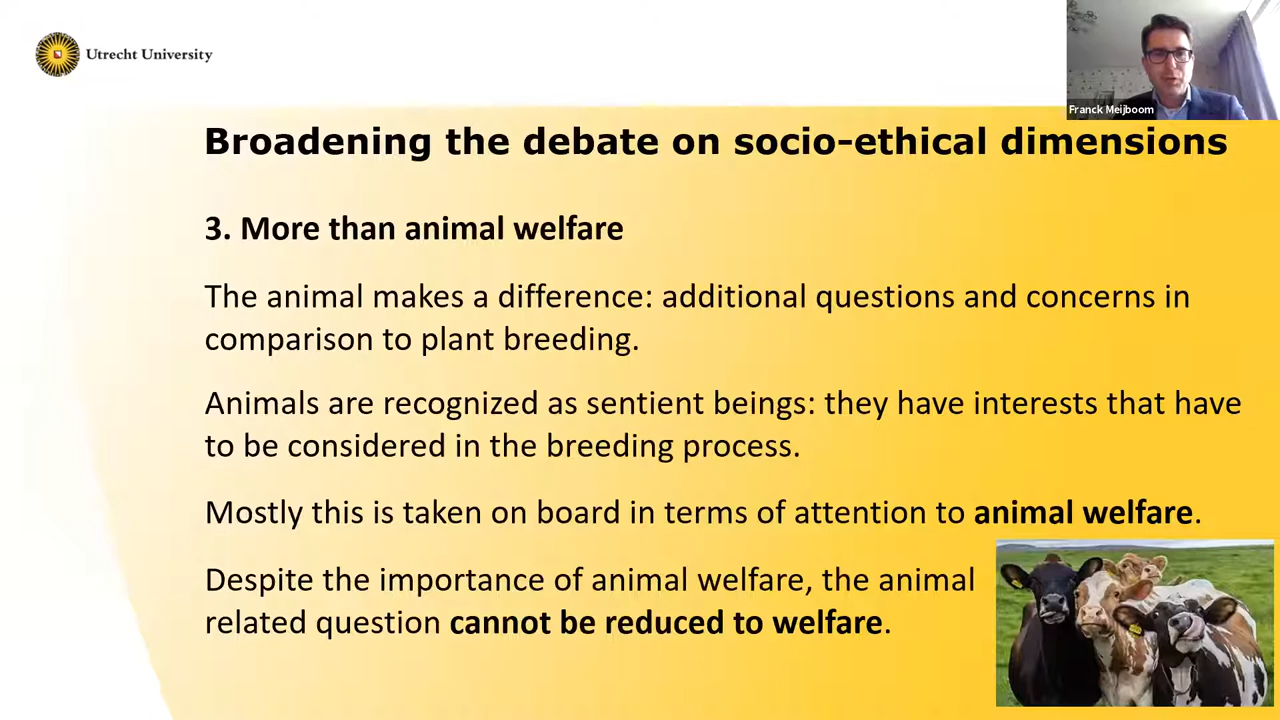 Utrecht University
Franck Meijboom
Broadening the debate on socio-ethical dimensions
3. More than animal welfare
The animal makes a difference: additional questions and concerns in
comparison to plant breeding.
Animals are recognized as sentient beings: they have interests that have
to be considered in the breeding process.
Mostly this is taken on board in terms of attention to animal welfare.
Despite the importance of animal welfare, the animal
related question cannot be reduced to welfare.